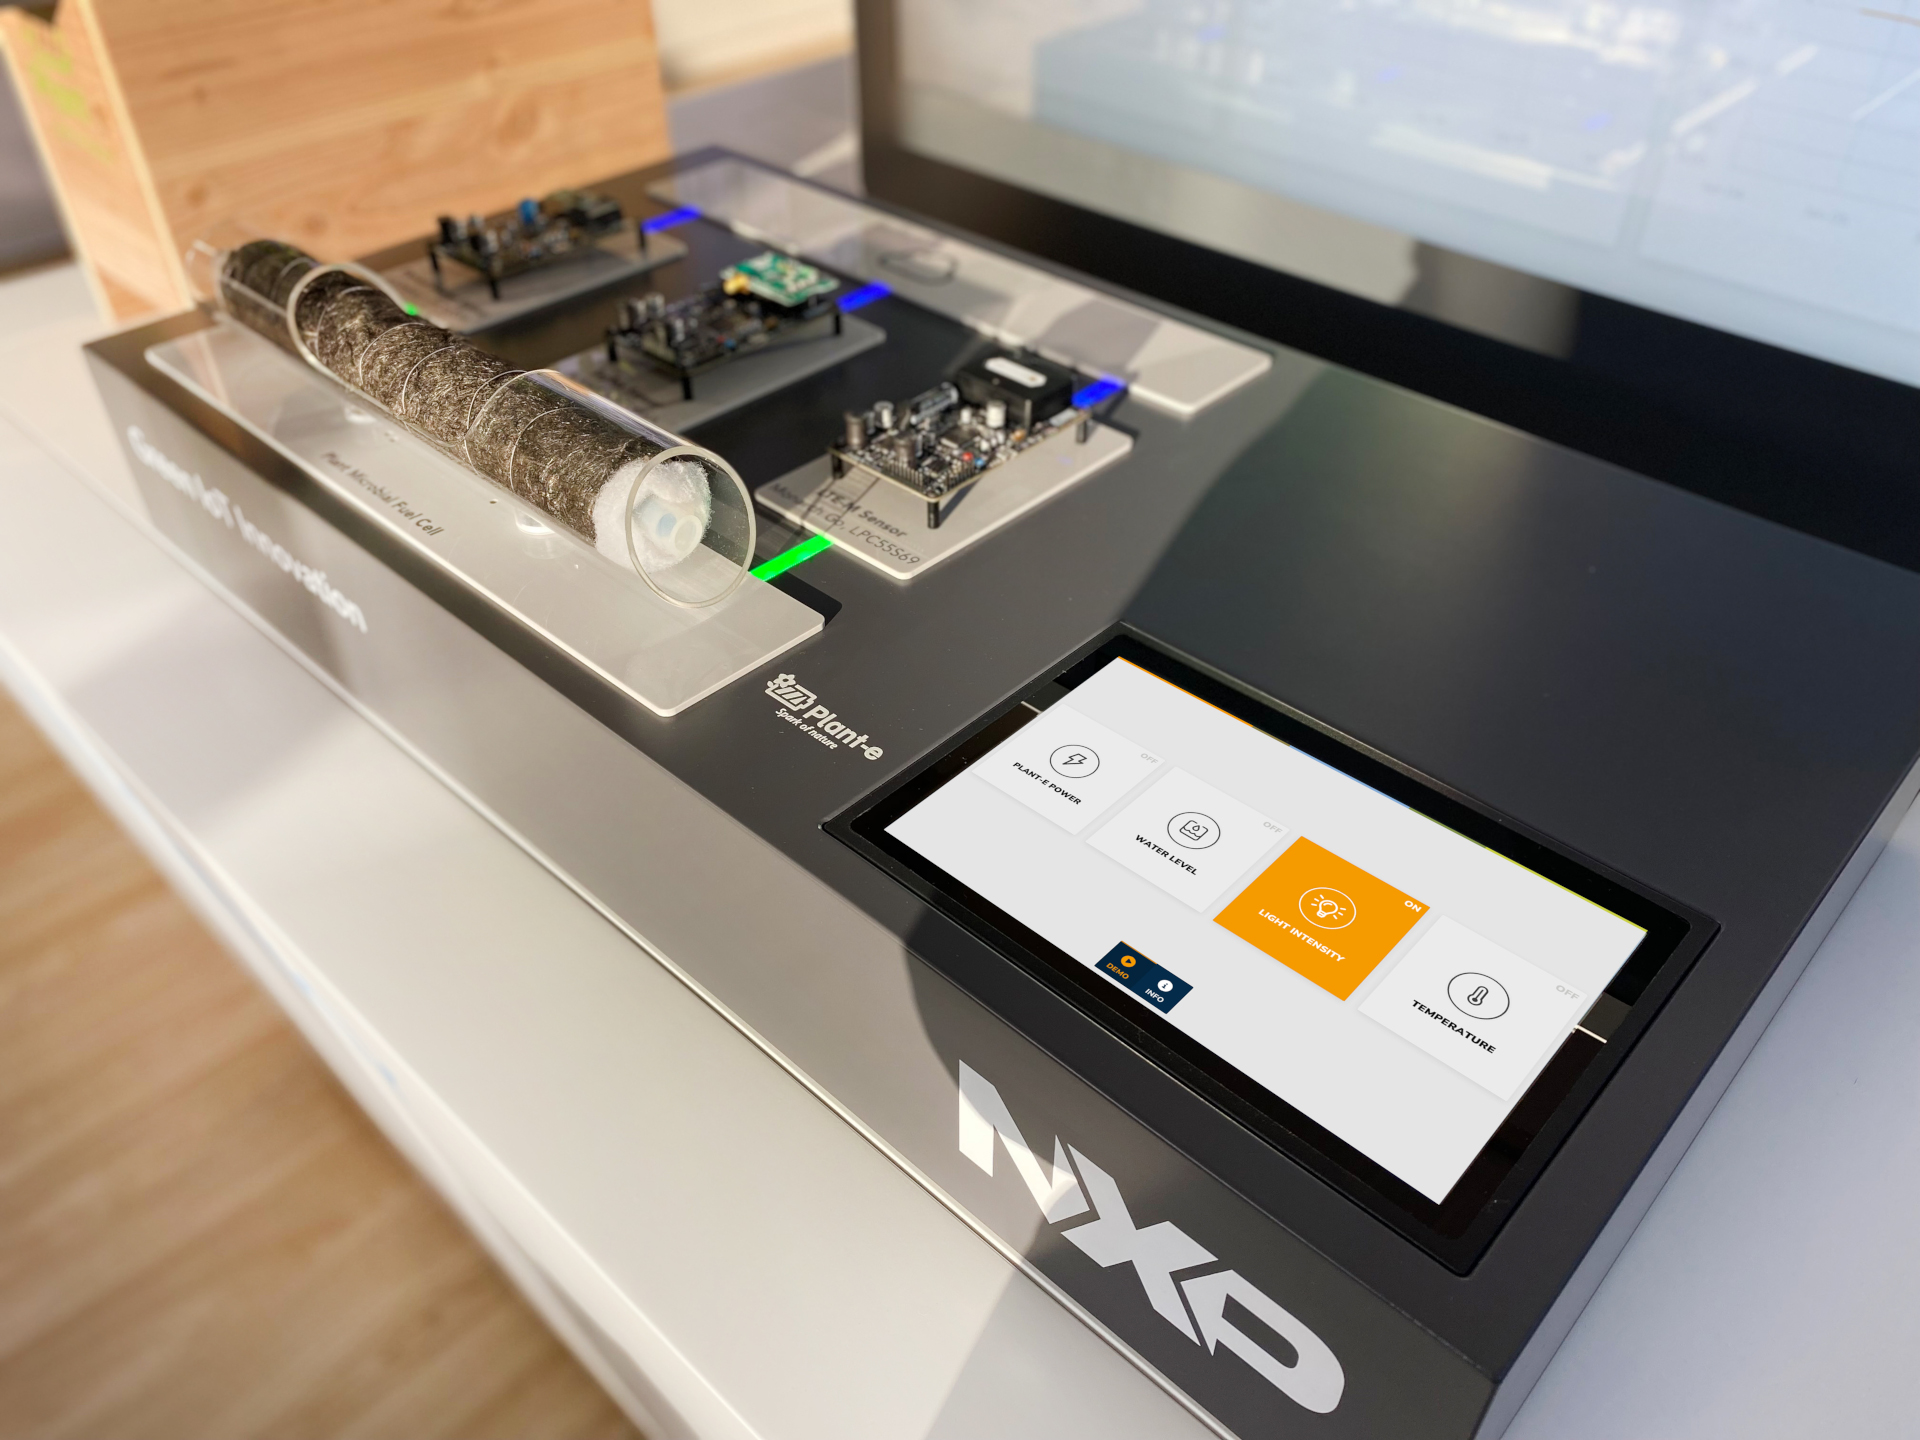 Green IoT Innovation
Plant Microbial Fuel Cell
LTE-M Sensor
LPC55S69
Plant-e
Spark of nature
OFF
PLANT-E POWER
OFF
WATER LEVEL
ON
LIGHT INTENSITY
OFF
TEMPERATURE
DEMO
INFO
NXP